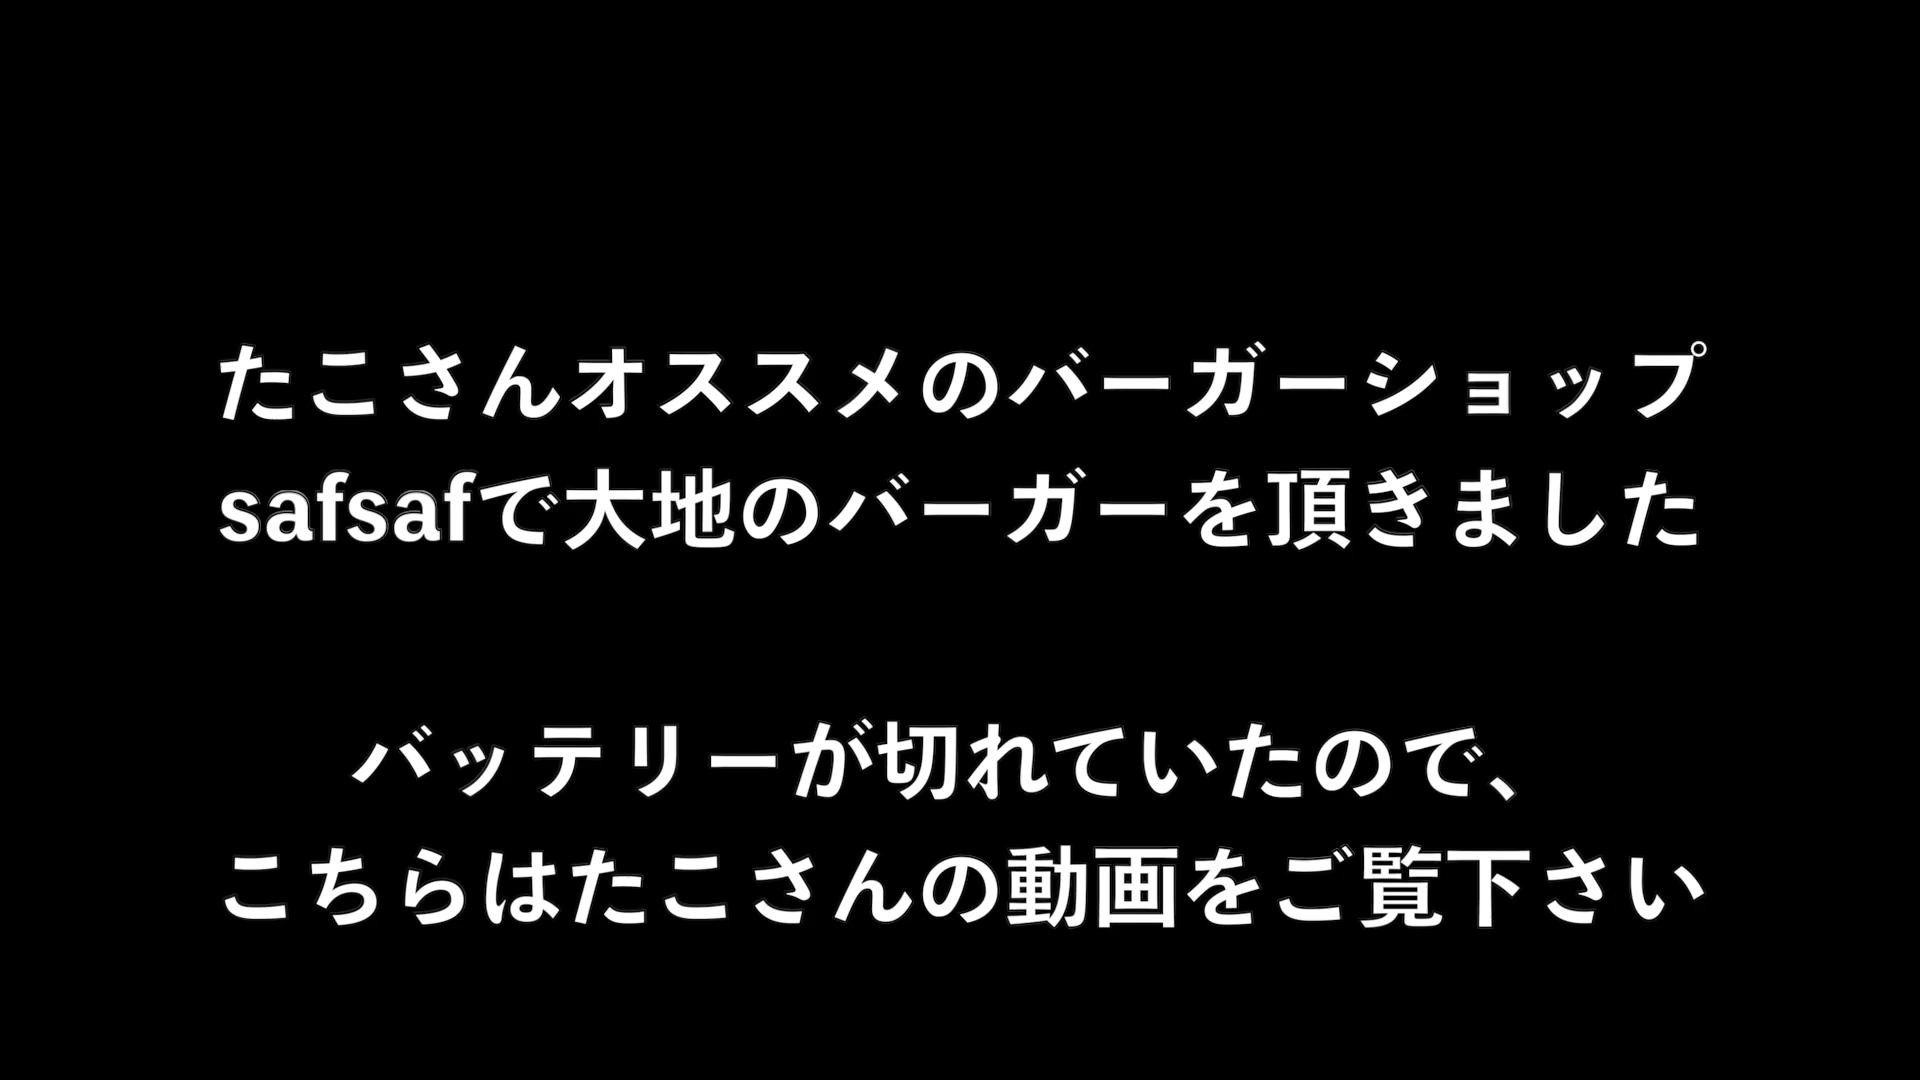 たこさんオススメのバーガーショップ
safsafで大地のバーガーを頂きました
バッテリーが切れていたので、
こちらはたこさんの動画をご覧下さい